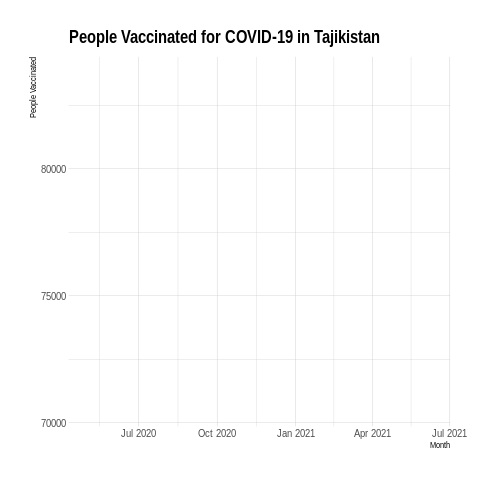 People Vaccinated for COVID-19 in Tajikistan
People Vaccinated
80000
75000
70000
Jul 2020 Oct 2020 Jan 2021 Apr 2021 Jul 2021
Month